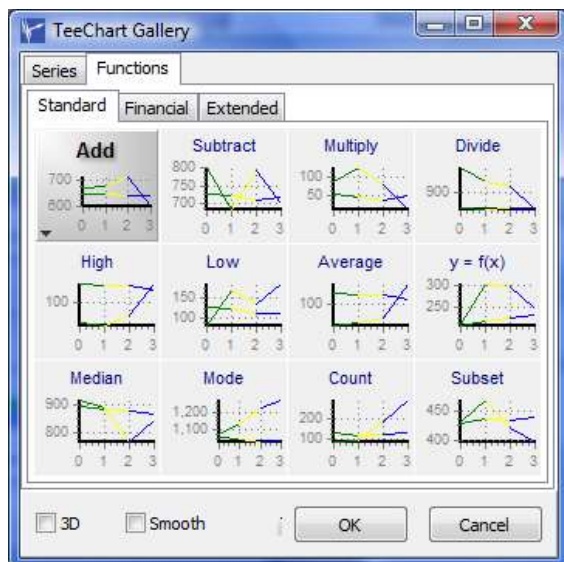 TeeChart Gallery
Series Functions
Standard Financial Extended
Add Subtract Multiply Divide
700 600 0 1 2 3
800 750 700 0 1 2 3
100 50 0 1 2 3
900 0 1 2 3
High Low Average y = f(x)
100 0 1 2 3
150 100 0 1 2 3
100 0 1 2 3
300 250 0 1 2 3
Median Mode Count Subset
900 800 0 1 2 3
1,200 1,100 0 1 2 3
200 100 0 1 2 3
450 400 0 1 2 3
3D Smooth OK Cancel